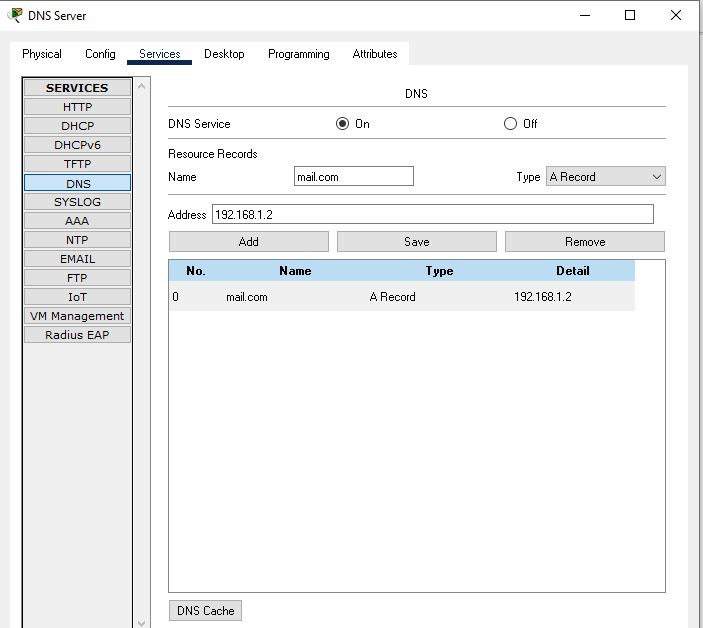 DNS Server
Physical Config Services Desktop Programming Attributes
SERVICES
HTTP
DHCP
DHCPv6
TFTP
DNS
SYSLOG
AAA
NTP
EMAIL
FTP
IoT
VM Management
Radius EAP
DNS
DNS Service On Off
Resource Records
Name mail.com Type A Record
Address 192.168.1.2
Add Save Remove
No. Name Type Detail
0 mail.com A Record 192.168.1.2
DNS Cache